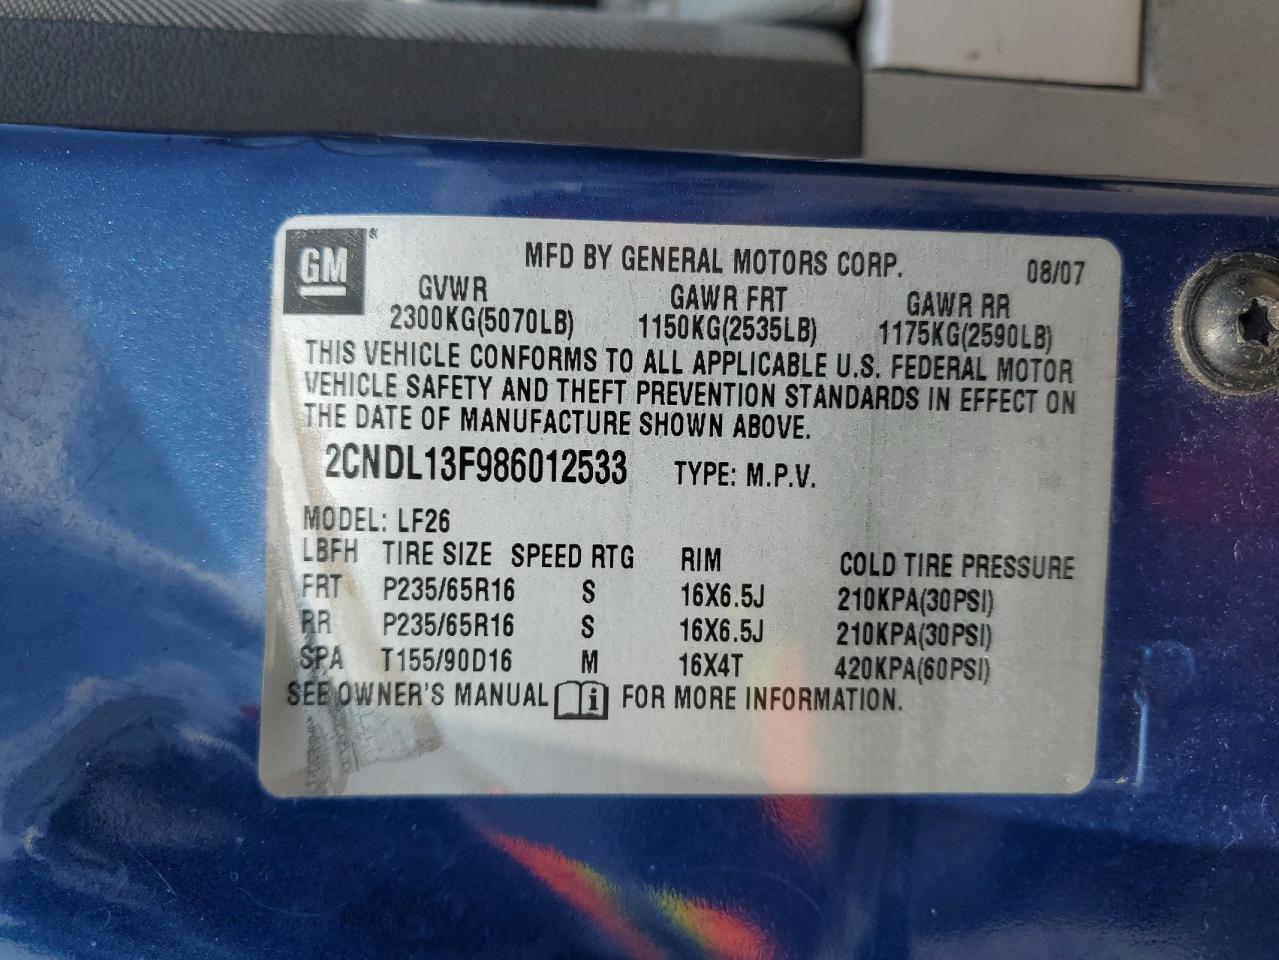 GM ®
MFD BY GENERAL MOTORS CORP. 08/07
GVWR GAWR FRT GAWR RR
2300KG(5070LB) 1150KG(2535LB) 1175KG(2590LB)
THIS VEHICLE CONFORMS TO ALL APPLICABLE U.S. FEDERAL MOTOR
VEHICLE SAFETY AND THEFT PREVENTION STANDARDS IN EFFECT ON
THE DATE OF MANUFACTURE SHOWN ABOVE.
2CNDL13F986012533 TYPE: M.P.V.
MODEL: LF26
LBFH TIRE SIZE SPEED RTG RIM COLD TIRE PRESSURE
FRT P235/65R16 S 16X6.5J 210KPA(30PSI)
RR P235/65R16 S 16X6.5J 210KPA(30PSI)
SPA T155/90D16 M 16X4T 420KPA(60PSI)
SEE OWNER'S MANUAL i FOR MORE INFORMATION.